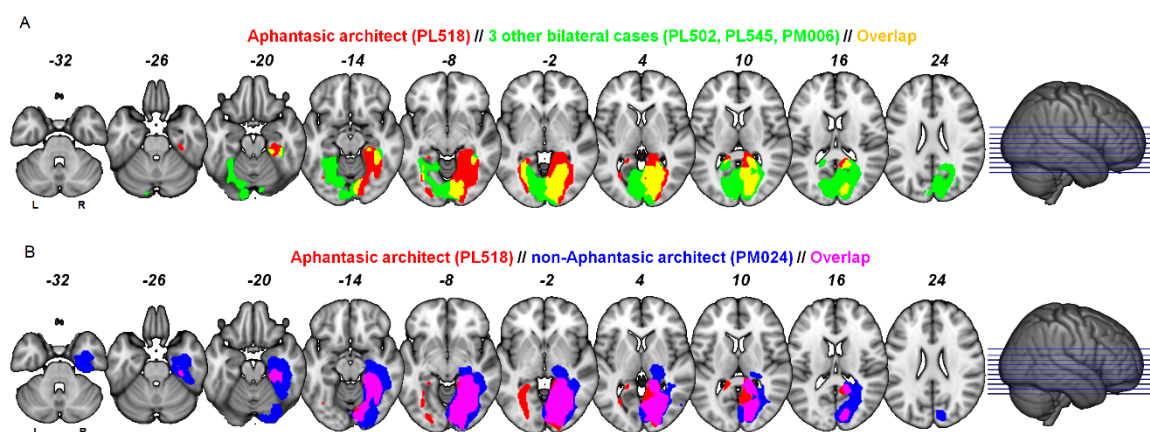 A
Aphantasic architect (PL518) // 3 other bilateral cases (PL502, PL545, PM006) // Overlap
-32 -26 -20 -14 -8 -2 4 10 16 24
L R
B
Aphantasic architect (PL518) // non-Aphantasic architect (PM024) // Overlap
-32 -26 -20 -14 -8 -2 4 10 16 24
L R